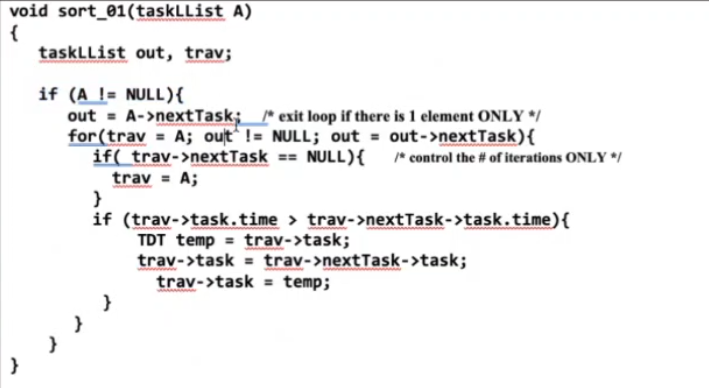 void sort_01(taskLList A)
{
taskLList out, trav;
if (A != NULL){
out = A->nextTask; /* exit loop if there is 1 element ONLY */
for(trav = A; out != NULL; out = out->nextTask){
if( trav->nextTask == NULL){ /* control the # of iterations ONLY */
trav = A;
}
if (trav->task.time > trav->nextTask->task.time){
TDT temp = trav->task;
trav->task = trav->nextTask->task;
trav->task = temp;
}
}
}
}